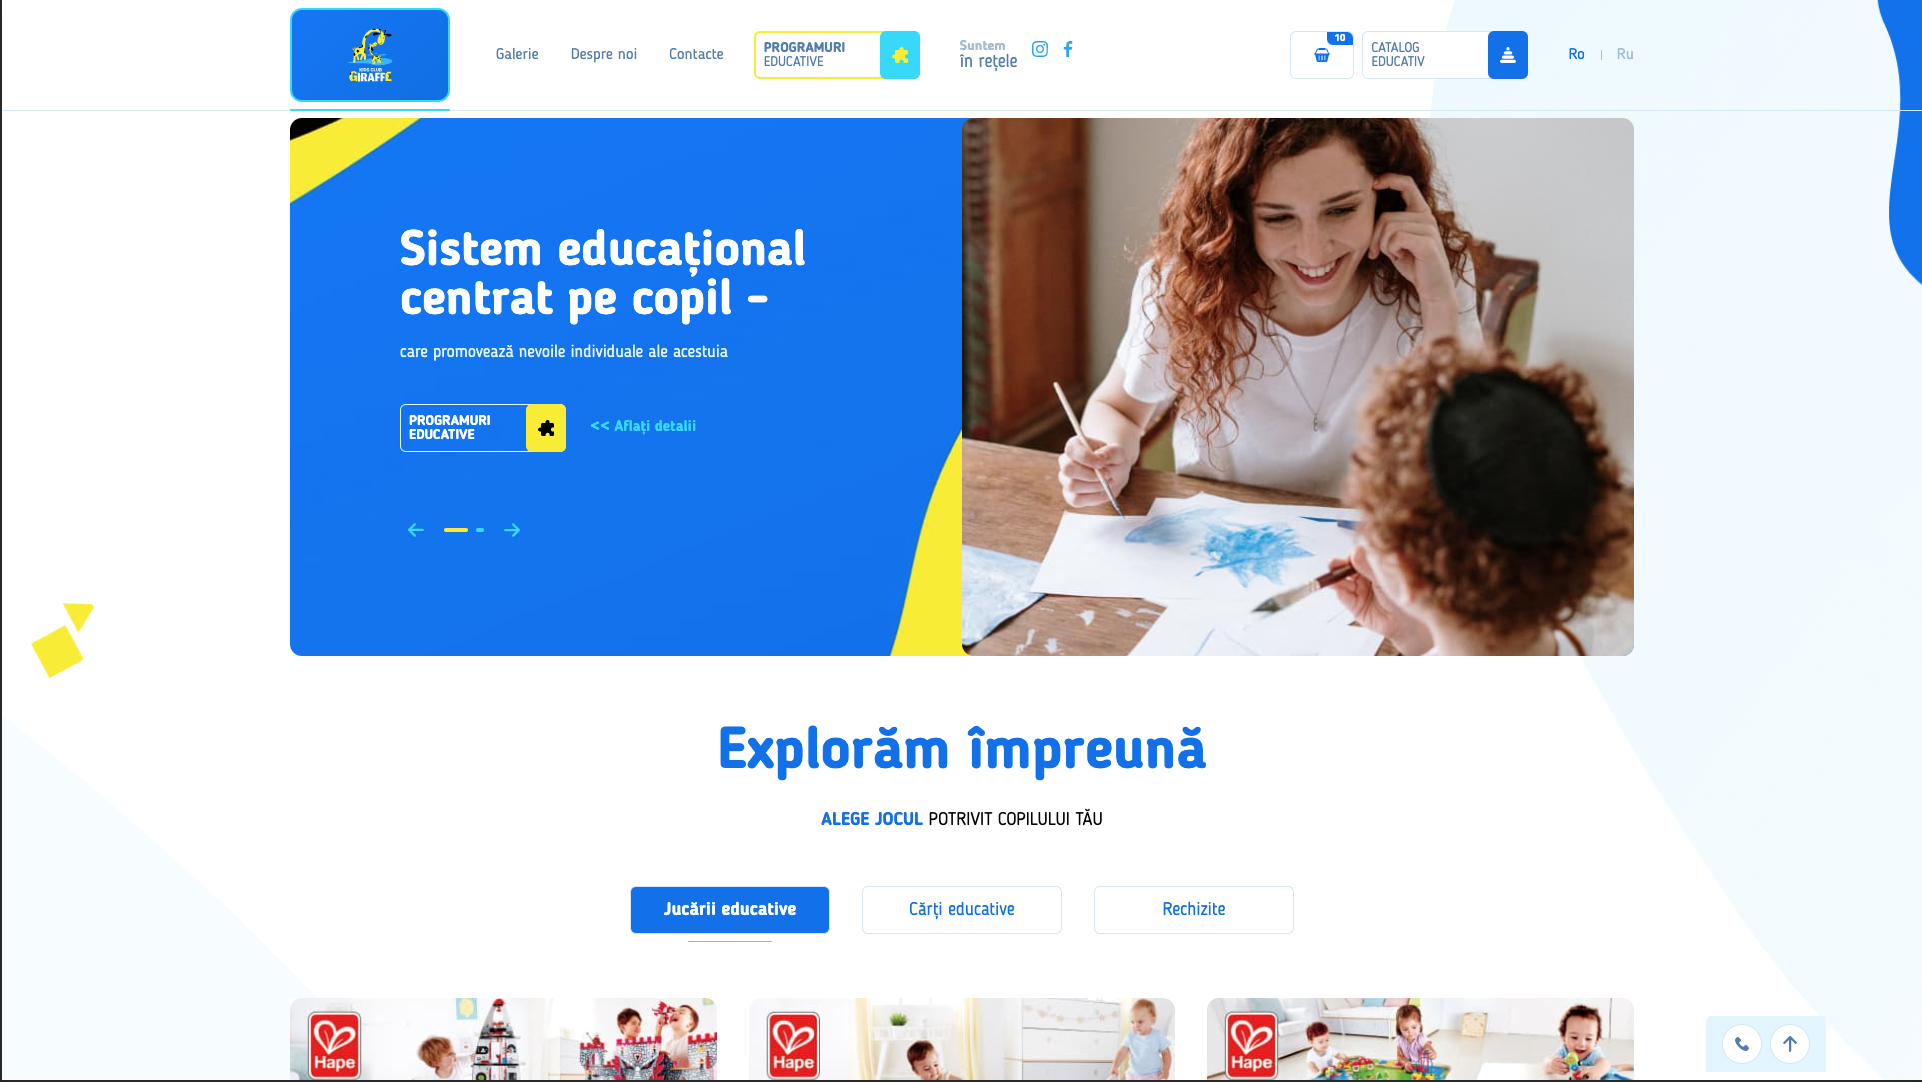 KIDS CLUB
GIRAFFE
Galerie
Despre noi
Contacte
PROGRAMURI
EDUCATIVE
Suntem
în rețele
10
CATALOG
EDUCATIV
Ro
Ru
Sistem educațional
centrat pe copil –
care promovează nevoile individuale ale acestuia
PROGRAMURI
EDUCATIVE
<< Aflați detalii
Explorăm împreună
ALEGE JOCUL POTRIVIT COPILULUI TĂU
Jucării educative
Cărți educative
Rechizite
Hape
Hape
Hape